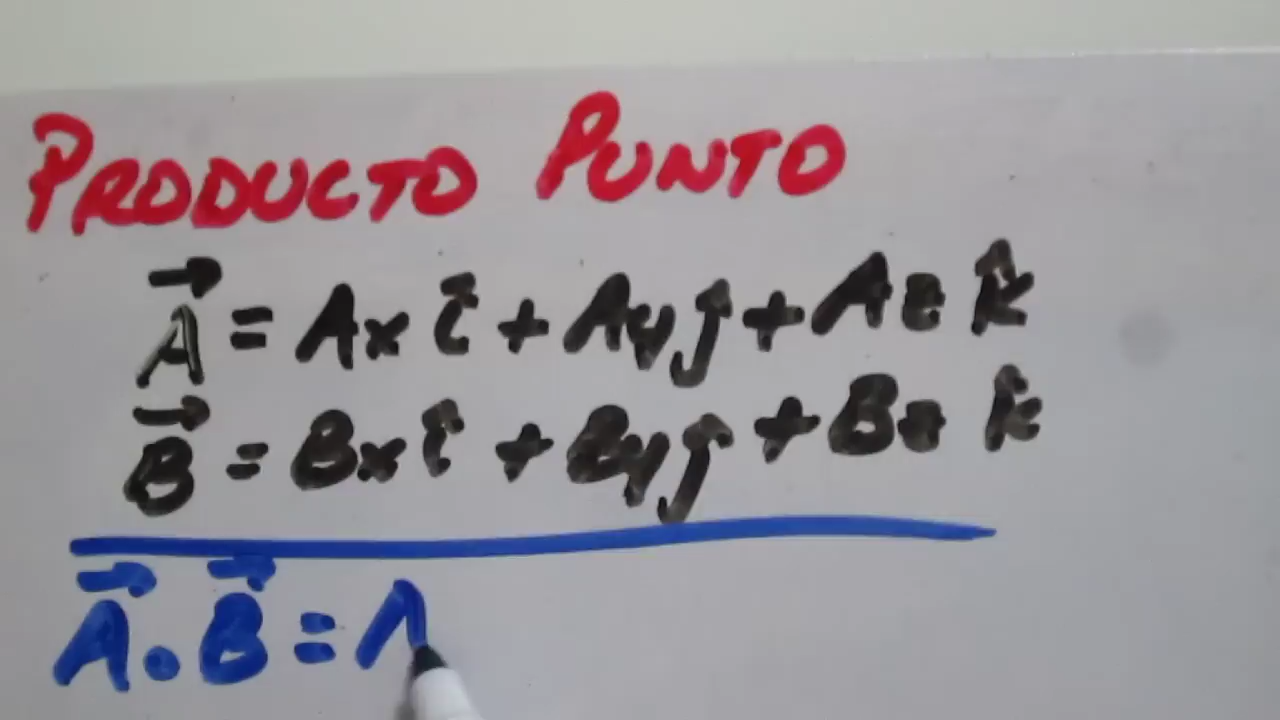 PRODUCTO PUNTO
A⃗ = Ax î + Ay ĵ + Az k̂
B⃗ = Bx î + By ĵ + Bz k̂
A⃗ · B⃗ = A